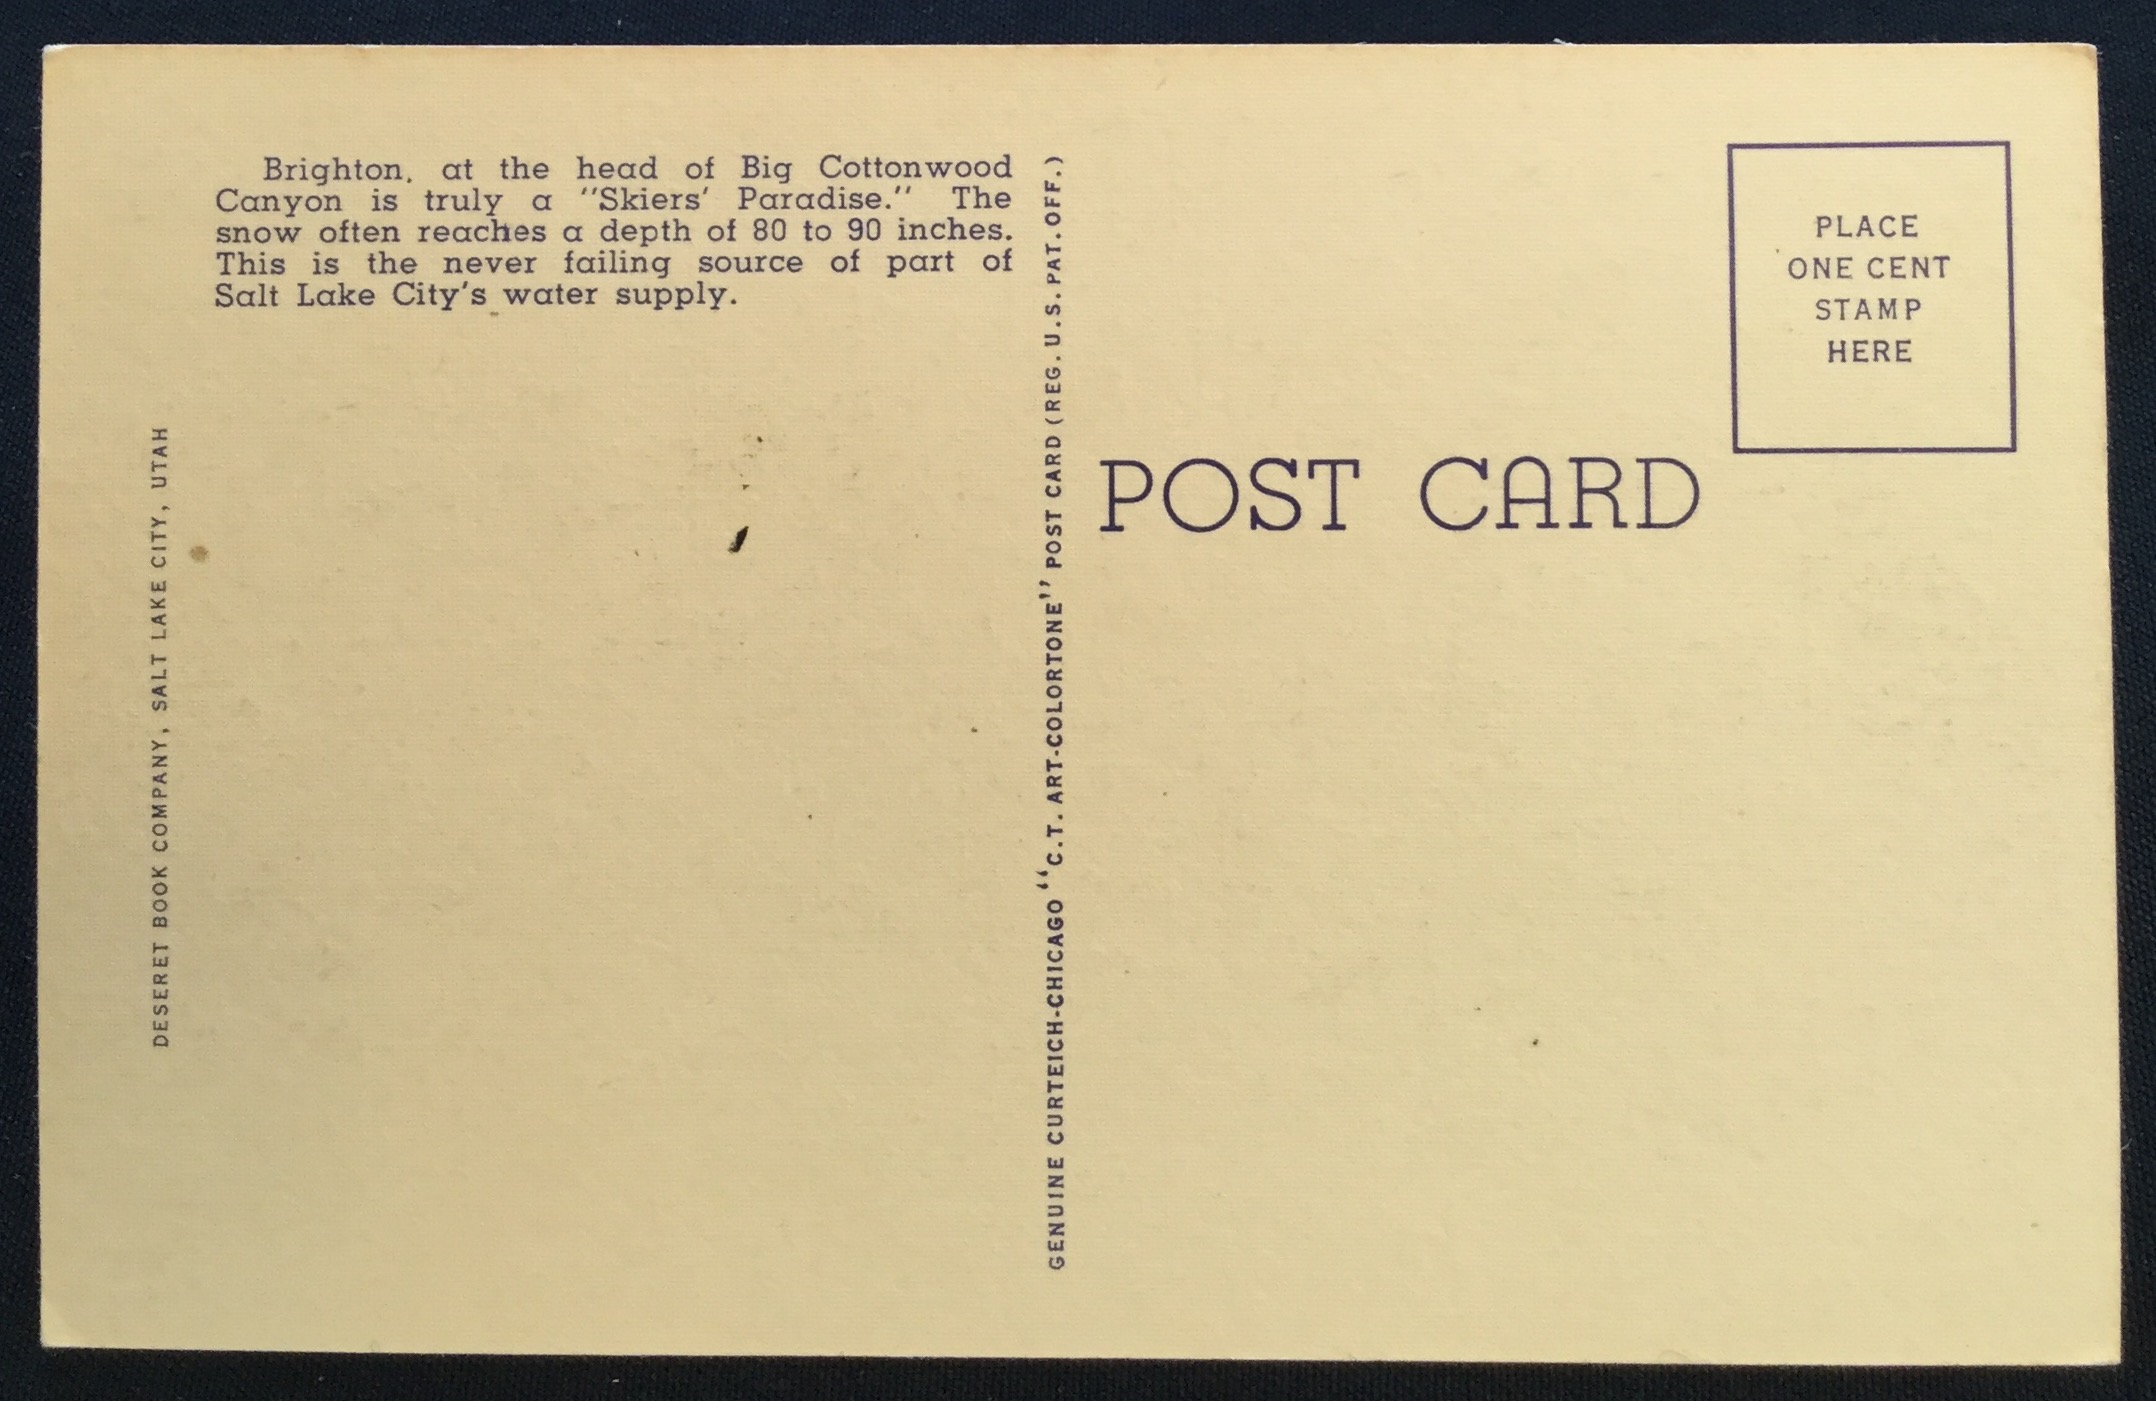 Brighton, at the head of Big Cottonwood
Canyon is truly a "Skiers' Paradise." The
snow often reaches a depth of 80 to 90 inches.
This is the never failing source of part of
Salt Lake City's water supply.
DESERET BOOK COMPANY, SALT LAKE CITY, UTAH
GENUINE CURTEICH-CHICAGO "C.T. ART-COLORTONE" POST CARD (REG. U.S. PAT. OFF.)
POST CARD
PLACE
ONE CENT
STAMP
HERE